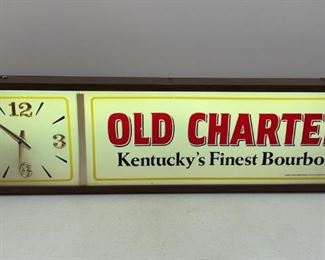 12
3
6
OLD CHARTE
Kentucky's Finest Bourbo